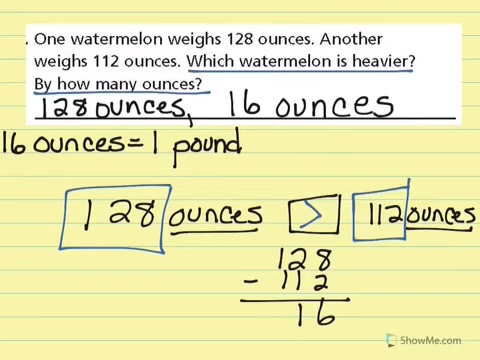 . One watermelon weighs 128 ounces. Another
weighs 112 ounces. Which watermelon is heavier?
By how many ounces?
128 ounces, 16 ounces
16 ounces = 1 pound
128 ounces > 112 ounces
128
- 112
16
ShowMe.com